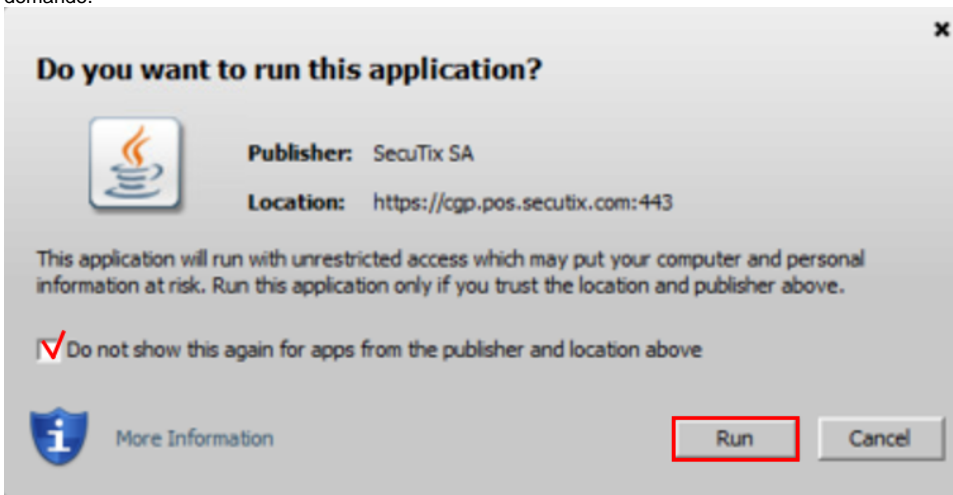 Do you want to run this application?
Publisher: SecuTix SA
Location: https://cgp.pos.secutix.com:443
This application will run with unrestricted access which may put your computer and personal
information at risk. Run this application only if you trust the location and publisher above.
Do not show this again for apps from the publisher and location above
More Information
Run
Cancel